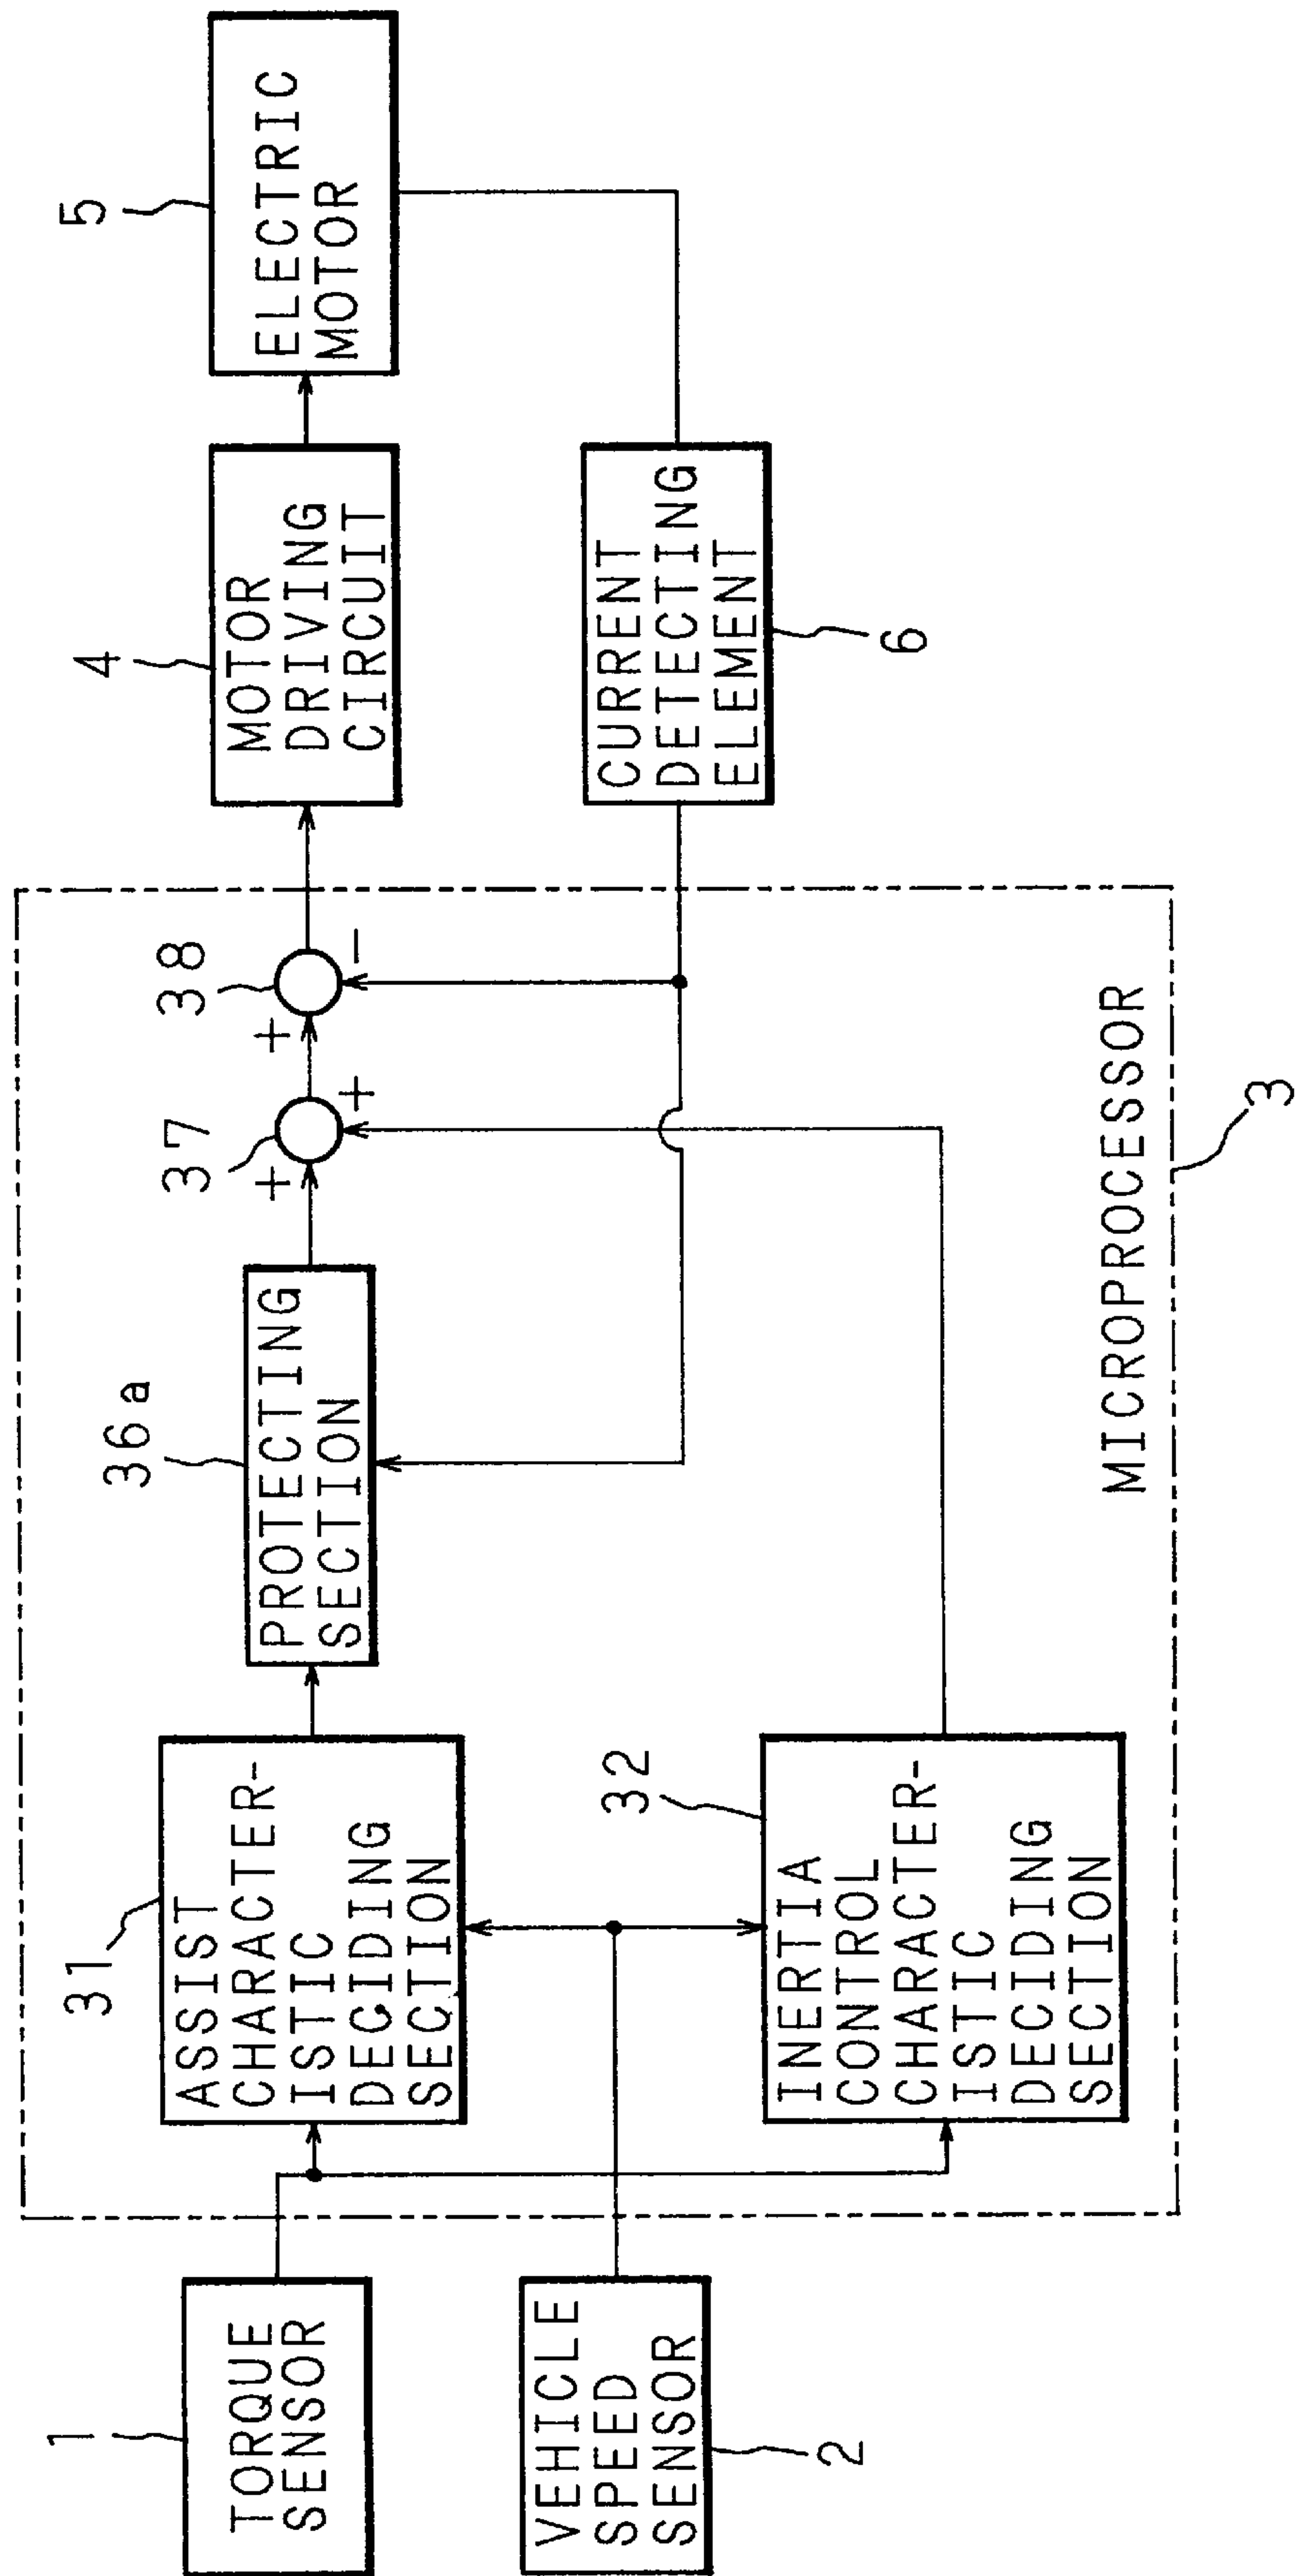 1
TORQUE
SENSOR
VEHICLE
SPEED
SENSOR
2
31
ASSIST
CHARACTER-
ISTIC
DECIDING
SECTION
32
INERTIA
CONTROL
CHARACTER-
ISTIC
DECIDING
SECTION
36a
PROTECTING
SECTION
37
+
+
38
+
−
MICROPROCESSOR
3
4
MOTOR
DRIVING
CIRCUIT
5
ELECTRIC
MOTOR
CURRENT
DETECTING
ELEMENT
6